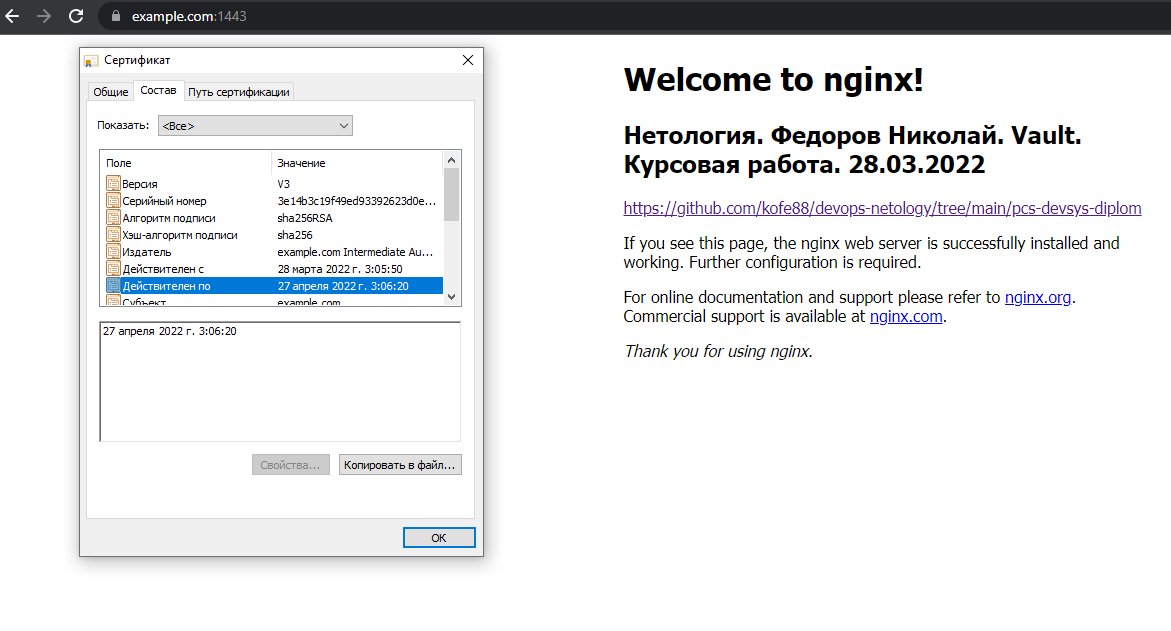 example.com:1443
Сертификат
Общие Состав Путь сертификации
Показать: <Все>
Поле Значение
Версия V3
Серийный номер 3e14b3c19f49ed93392623d0e...
Алгоритм подписи sha256RSA
Хэш-алгоритм подписи sha256
Издатель example.com Intermediate Au...
Действителен с 28 марта 2022 г. 3:05:50
Действителен по 27 апреля 2022 г. 3:06:20
Субъект example.com
27 апреля 2022 г. 3:06:20
Свойства... Копировать в файл...
ОК
Welcome to nginx!
Нетология. Федоров Николай. Vault.
Курсовая работа. 28.03.2022
https://github.com/kofe88/devops-netology/tree/main/pcs-devsys-diplom
If you see this page, the nginx web server is successfully installed and
working. Further configuration is required.
For online documentation and support please refer to nginx.org.
Commercial support is available at nginx.com.
Thank you for using nginx.